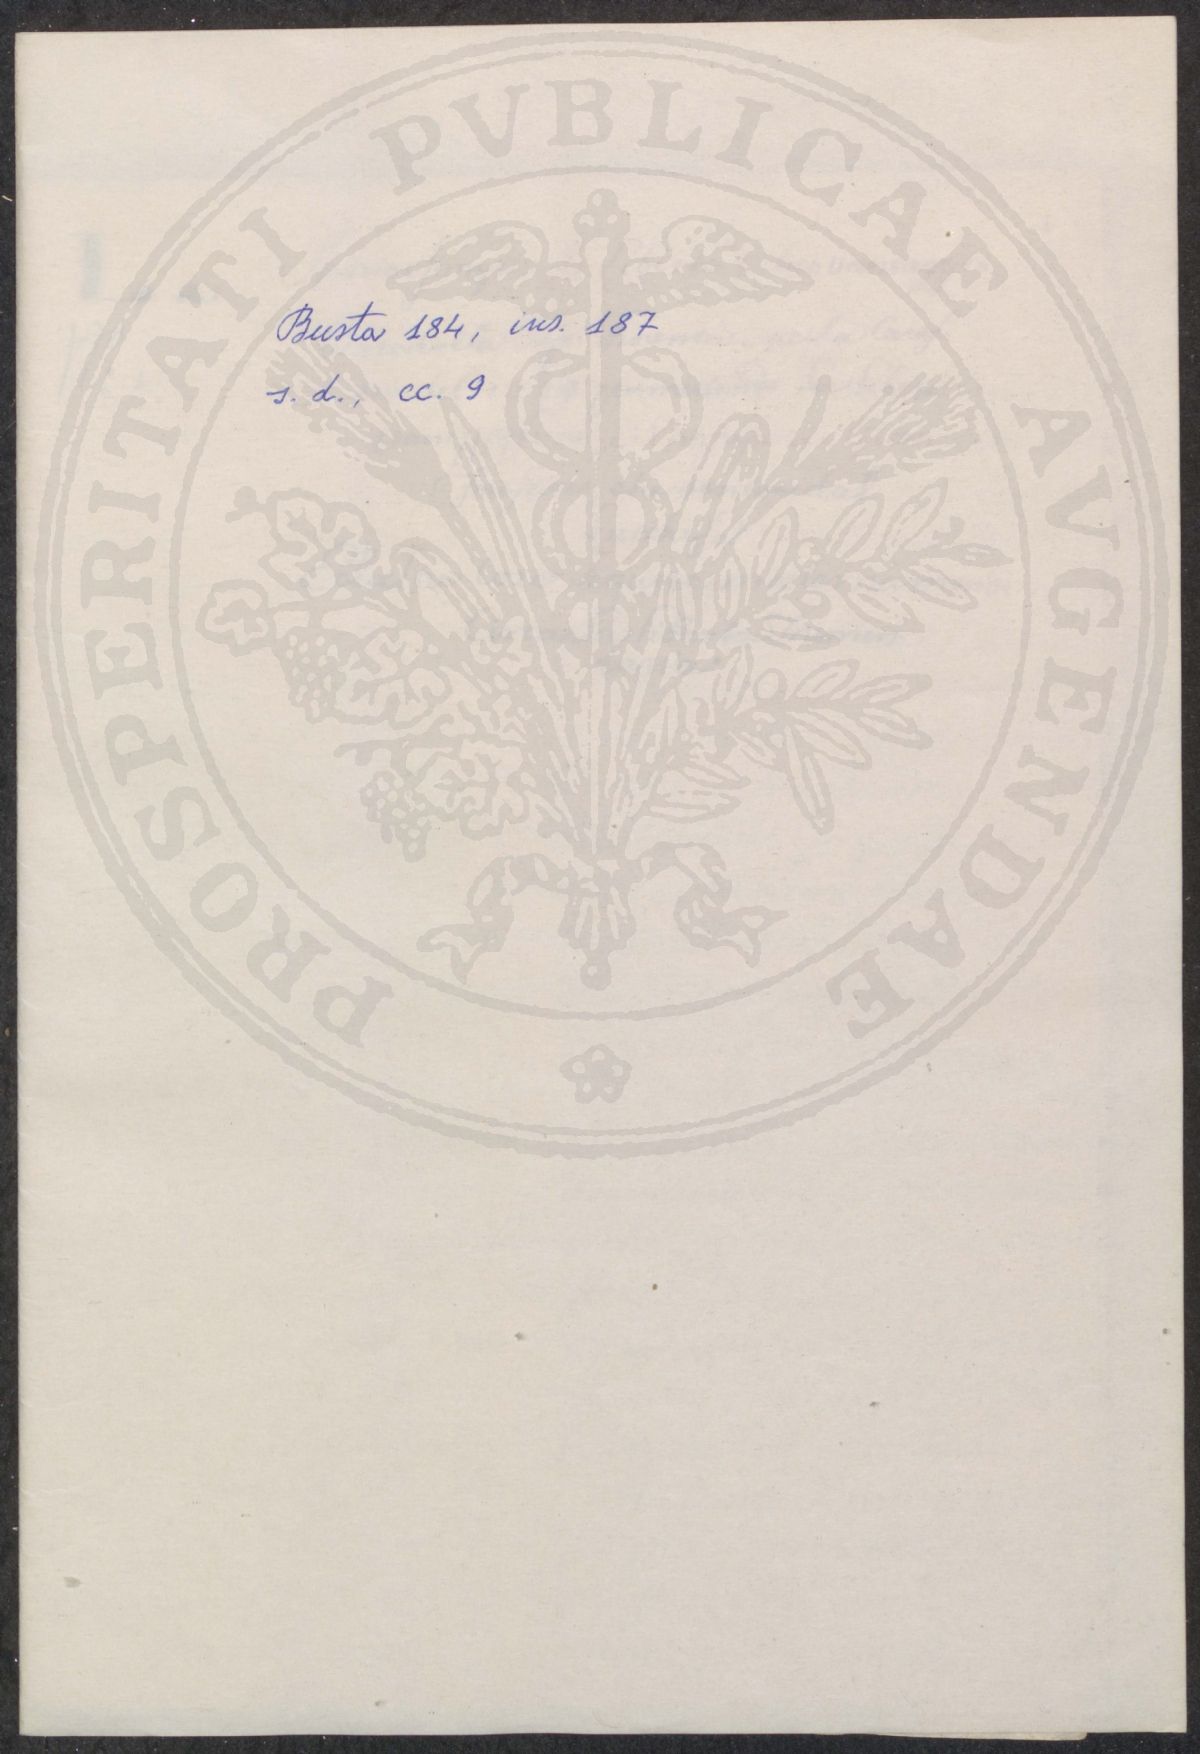 Busta 184, ins. 187
s. d., cc. 9
PROSPERITATI PVBLICAE AVGENDAE